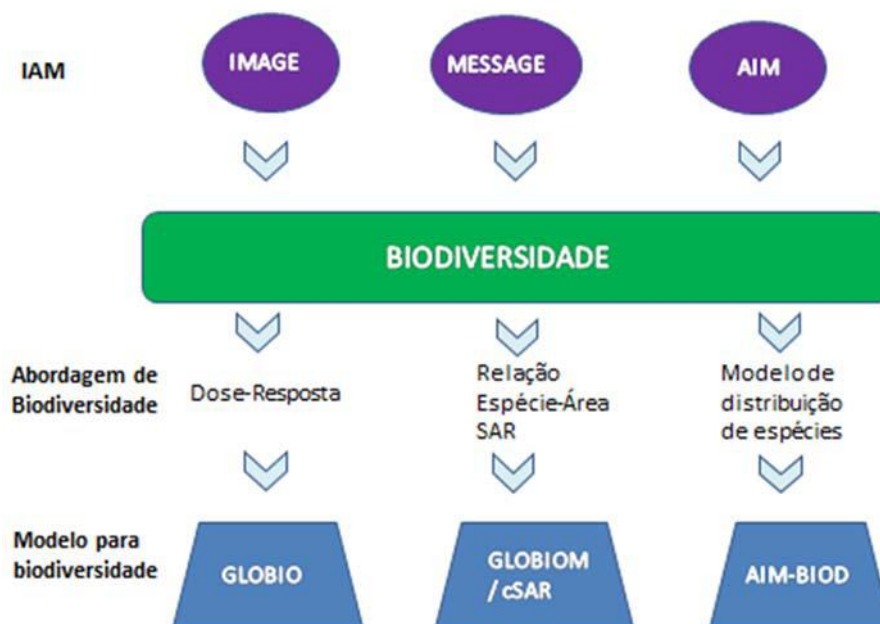 IAM
IMAGE
MESSAGE
AIM
BIODIVERSIDADE
Abordagem de
Biodiversidade
Dose-Resposta
Relação
Espécie-Área
SAR
Modelo de
distribuição
de espécies
Modelo para
biodiversidade
GLOBIO
GLOBIOM
/ cSAR
AIM-BIOD